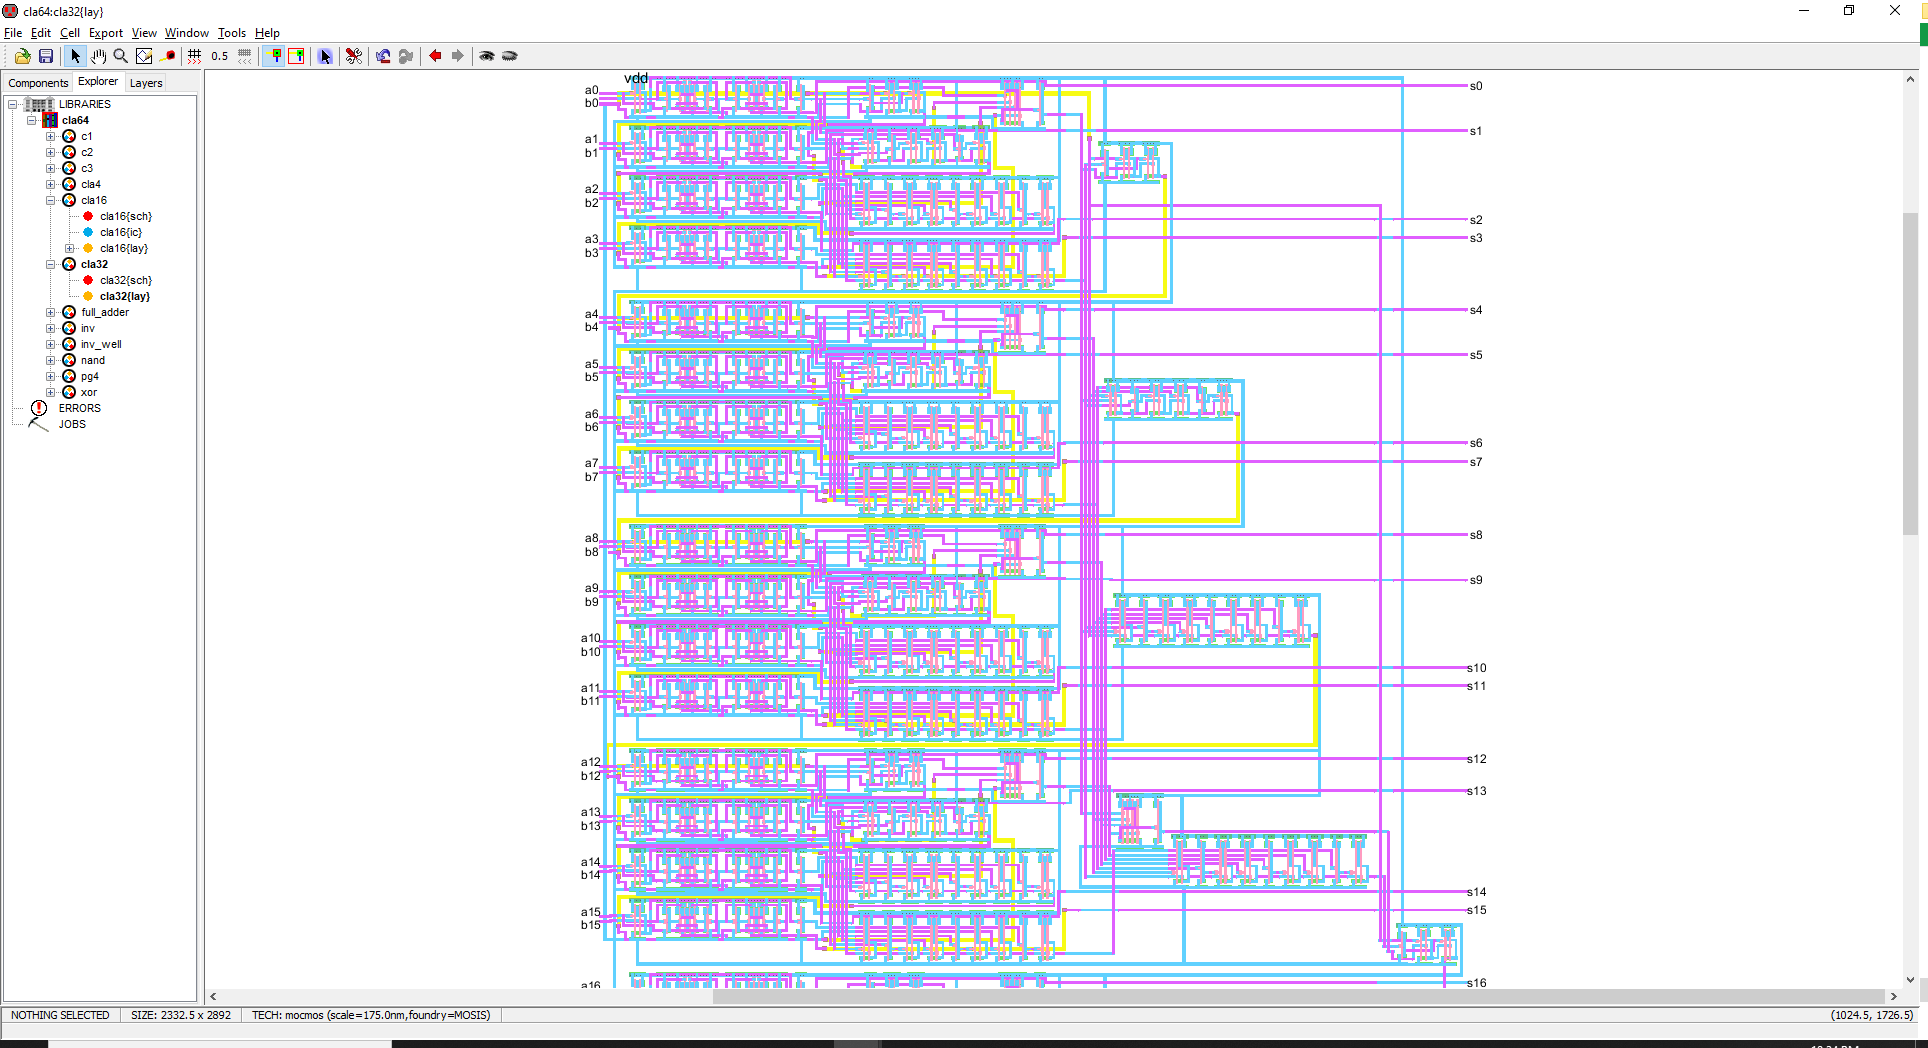 cla64:cla32{lay}
File Edit Cell Export View Window Tools Help
0.5
Components Explorer Layers
LIBRARIES
cla64
c1
c2
c3
cla4
cla16
cla16{sch}
cla16{ic}
cla16{lay}
cla32
cla32{sch}
cla32{lay}
full_adder
inv
inv_well
nand
pg4
xor
ERRORS
JOBS
vdd
a0
b0
s0
a1
b1
s1
a2
b2
s2
a3
b3
s3
a4
b4
s4
a5
b5
s5
a6
b6
s6
a7
b7
s7
a8
b8
s8
a9
b9
s9
a10
b10
s10
a11
b11
s11
a12
b12
s12
a13
b13
s13
a14
b14
s14
a15
b15
s15
a16
s16
NOTHING SELECTED SIZE: 2332.5 x 2892 TECH: mocmos (scale=175.0nm,foundry=MOSIS) (1024.5, 1726.5)